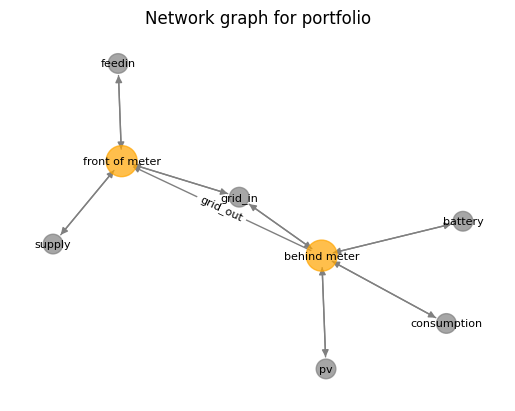 Network graph for portfolio
feedin
front of meter
grid_in
grid_out
battery
supply
behind meter
consumption
pv